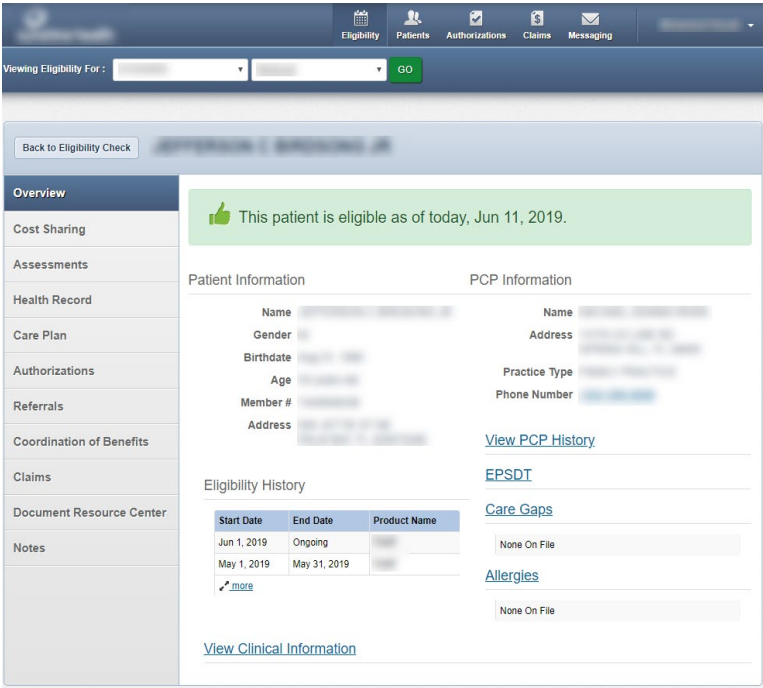 Eligibility
Patients
Authorizations
Claims
Messaging
Viewing Eligibility For :
GO
Back to Eligibility Check
Overview
Cost Sharing
Assessments
Health Record
Care Plan
Authorizations
Referrals
Coordination of Benefits
Claims
Document Resource Center
Notes
This patient is eligible as of today, Jun 11, 2019.
Patient Information
Name
Gender
Birthdate
Age
Member #
Address
Eligibility History
Start Date End Date Product Name
Jun 1, 2019 Ongoing
May 1, 2019 May 31, 2019
more
View Clinical Information
PCP Information
Name
Address
Practice Type
Phone Number
View PCP History
EPSDT
Care Gaps
None On File
Allergies
None On File